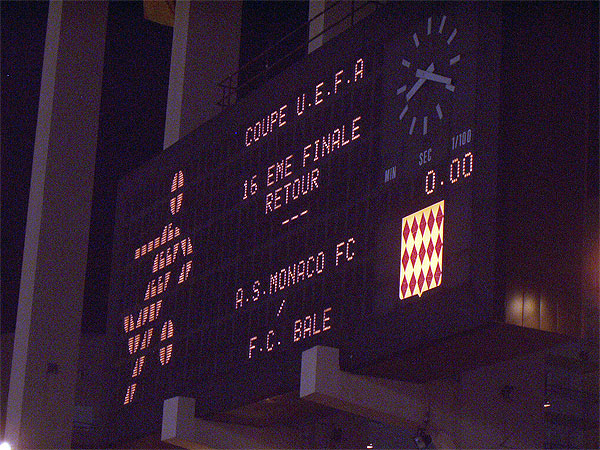 COUPE U.E.F.A
16 EME FINALE
RETOUR
---
A.S.MONACO FC
/
F.C. BALE
MIN SEC 1/100
0.00